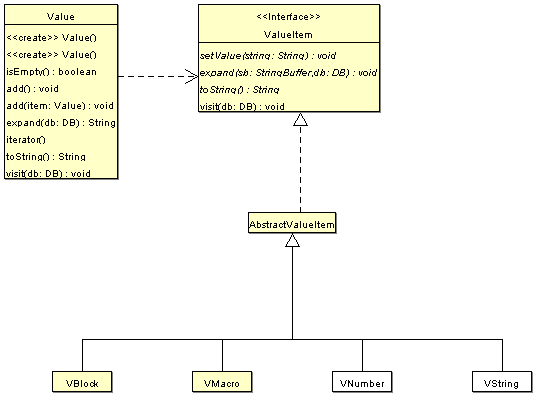 Value
<<create>> Value()
<<create>> Value()
isEmpty() : boolean
add() : void
add(item: Value) : void
expand(db: DB) : String
iterator()
toString() : String
visit(db: DB) : void
<<Interface>>
ValueItem
setValue(string: String) : void
expand(sb: StringBuffer,db: DB) : void
toString() : String
visit(db: DB) : void
AbstractValueItem
VBlock
VMacro
VNumber
VString